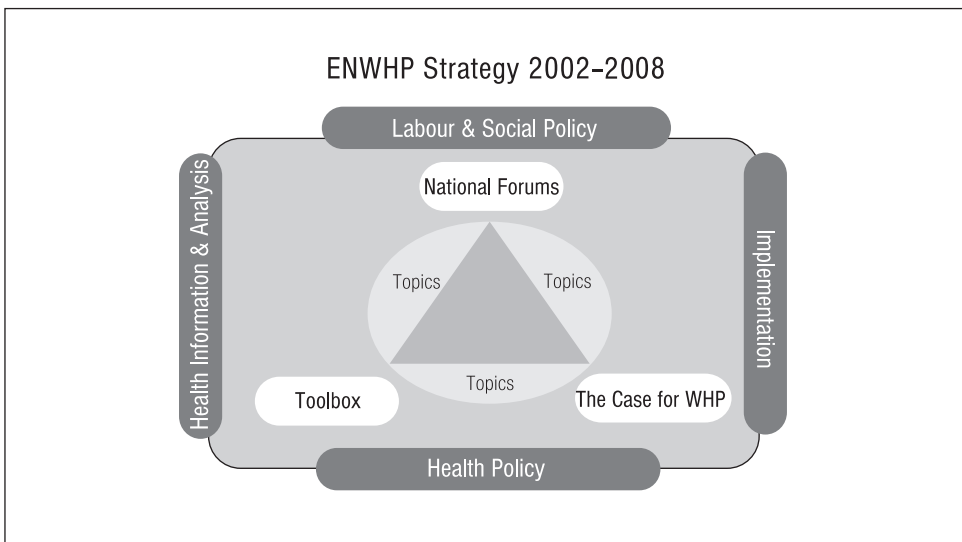 ENWHP Strategy 2002–2008
Labour & Social Policy
Health Information & Analysis
National Forums
Implementation
Topics
Topics
Topics
Toolbox
The Case for WHP
Health Policy